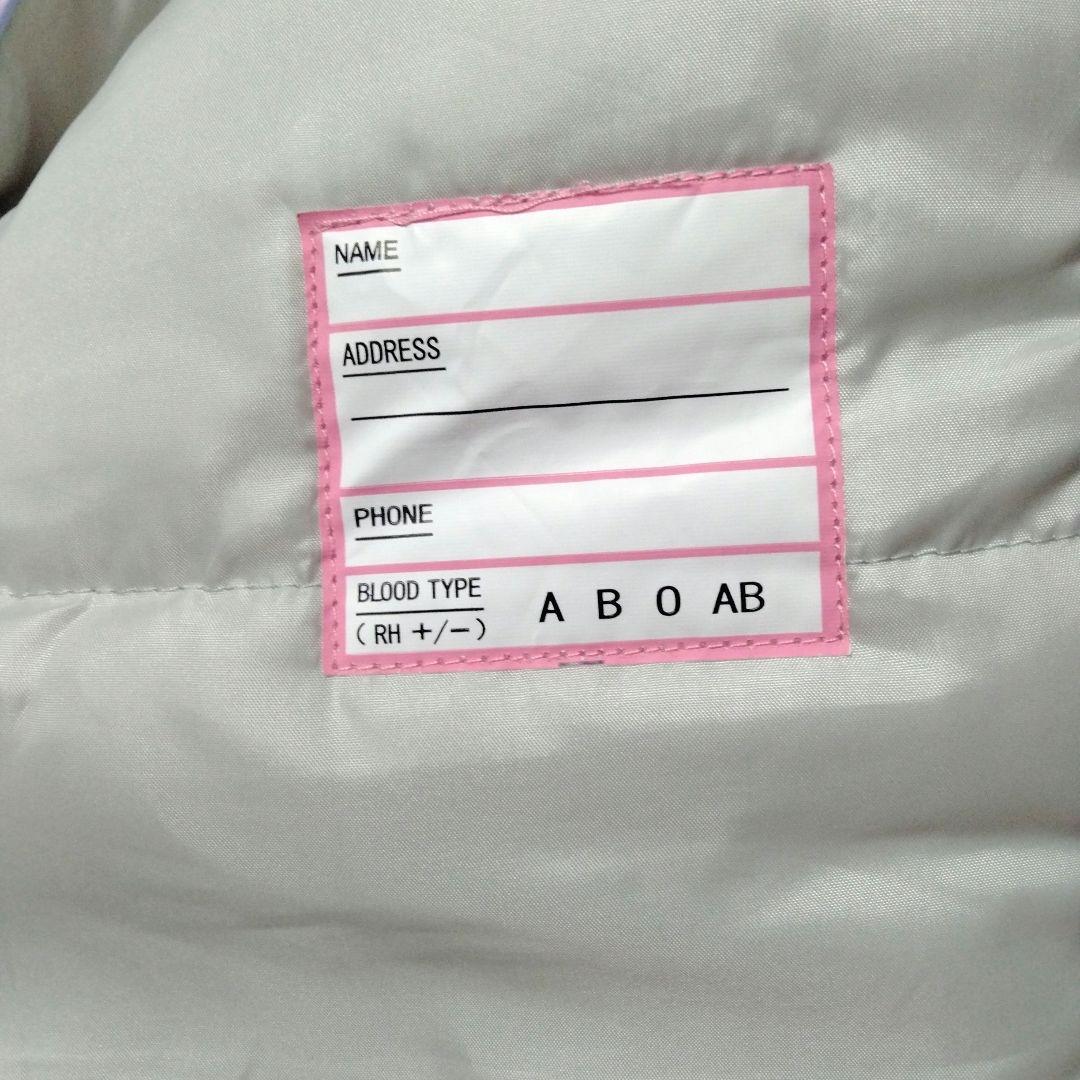 NAME
ADDRESS
PHONE
BLOOD TYPE
(RH +/−) A B O AB